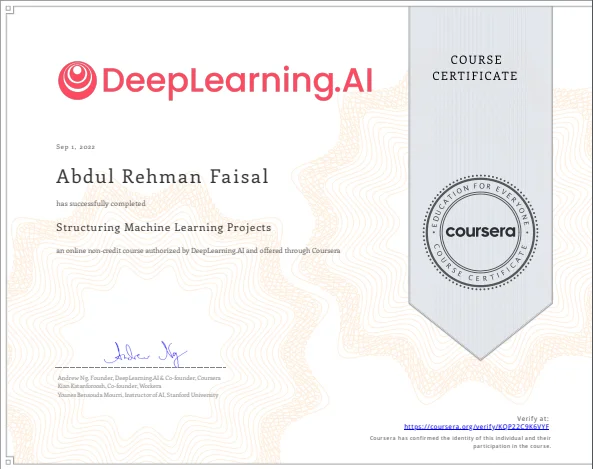 DeepLearning.AI
COURSE
CERTIFICATE
Sep 1, 2022
Abdul Rehman Faisal
has successfully completed
Structuring Machine Learning Projects
an online non-credit course authorized by DeepLearning.AI and offered through Coursera
EDUCATION FOR EVERYONE
coursera
COURSE CERTIFICATE
Andrew Ng
Andrew Ng, Founder, DeepLearning.AI & Co-founder, Coursera
Kian Katanforoosh, Co-founder, Workera
Younes Bensouda Mourri, Instructor of AI, Stanford University
Verify at:
https://coursera.org/verify/KQP22C9K6VYF
Coursera has confirmed the identity of this individual and their
participation in the course.